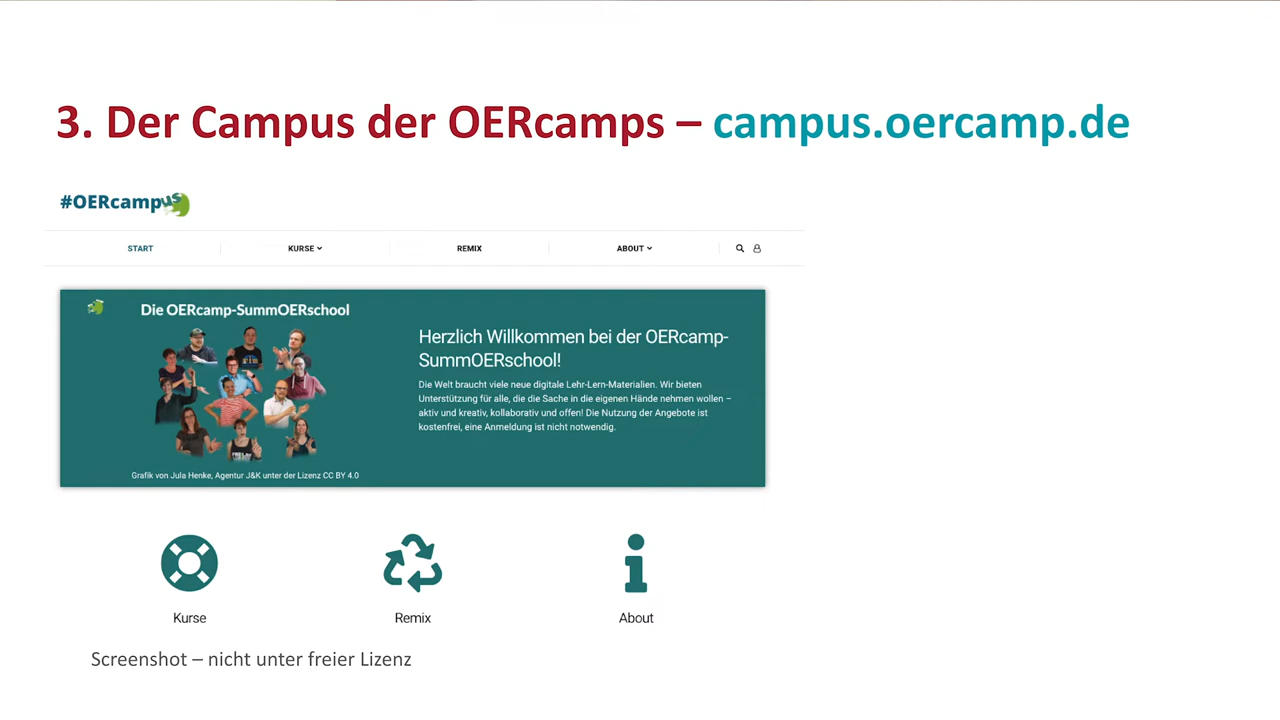 3. Der Campus der OERcamps – campus.oercamp.de
#OERcampus
START
KURSE
REMIX
ABOUT
Die OERcamp-SummOERschool
Herzlich Willkommen bei der OERcamp-
SummOERschool!
Die Welt braucht viele neue digitale Lehr-Lern-Materialien. Wir bieten
Unterstützung für alle, die die Sache in die eigenen Hände nehmen wollen –
aktiv und kreativ, kollaborativ und offen! Die Nutzung der Angebote ist
kostenfrei, eine Anmeldung ist nicht notwendig.
Grafik von Jula Henke, Agentur J&K unter der Lizenz CC BY 4.0
Kurse
Remix
About
Screenshot – nicht unter freier Lizenz